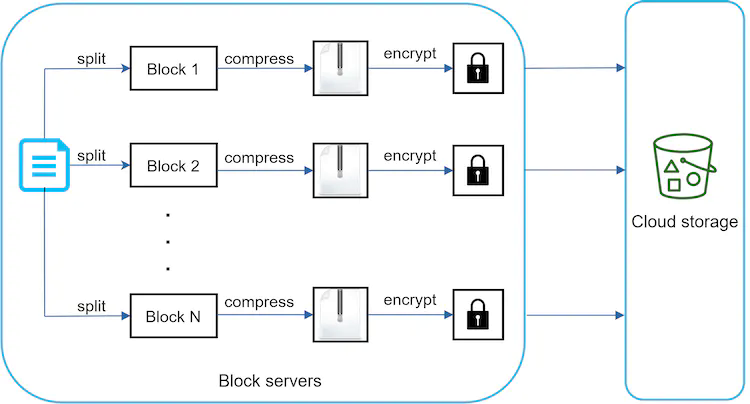 split
Block 1
compress
encrypt
split
Block 2
compress
encrypt
split
Block N
compress
encrypt
Cloud storage
Block servers